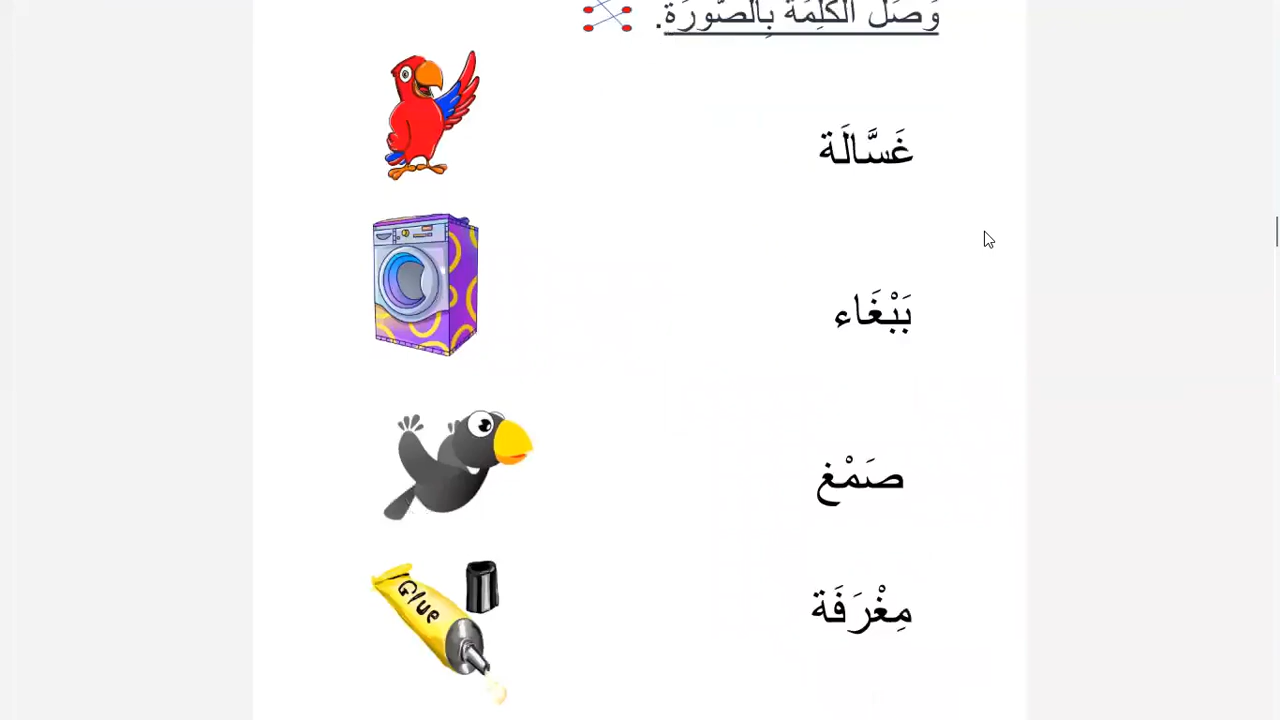 وَصَل الكَلِمَة بِالصُّورَة.
غَسَّالَة
بَبْغَاء
صَمْغ
مِغْرَفَة
Glue